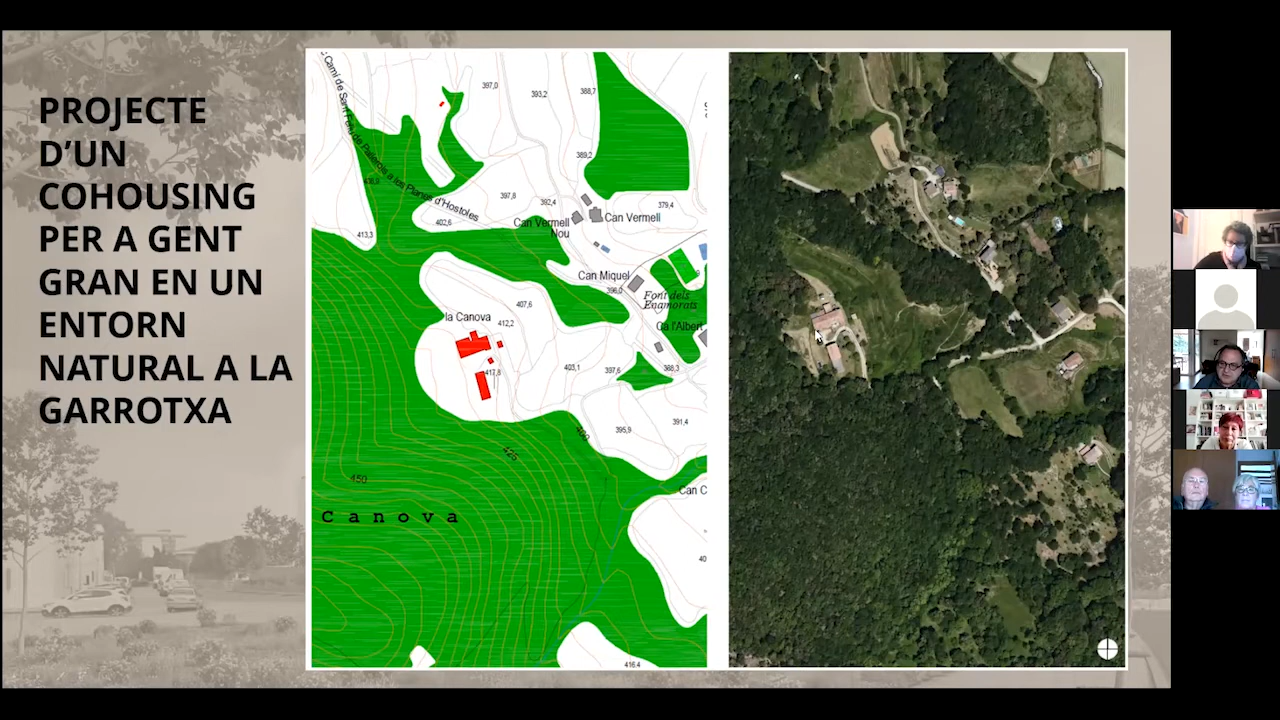 PROJECTE
D'UN
COHOUSING
PER A GENT
GRAN EN UN
ENTORN
NATURAL A LA
GARROTXA
Camí de Sant Feliu de Pallerols a les Planes d'Hostoles
397,0
393,2
388,7
389,2
397,8
392,4
379,4
402,6
413,3
Can Vermell
Nou
Can Vermell
Can Miquel
396,0
Font dels
Enamorats
Ca l'Albert
407,6
la Canova
412,2
417,8
403,1
397,6
388,3
391,4
395,9
400
425
450
Can C
Canova
40
416,4